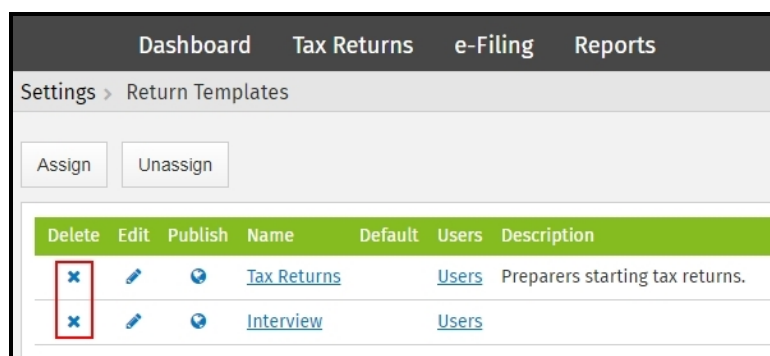 Dashboard Tax Returns e-Filing Reports
Settings > Return Templates
Assign Unassign
Delete Edit Publish Name Default Users Description
Tax Returns Users Preparers starting tax returns.
Interview Users